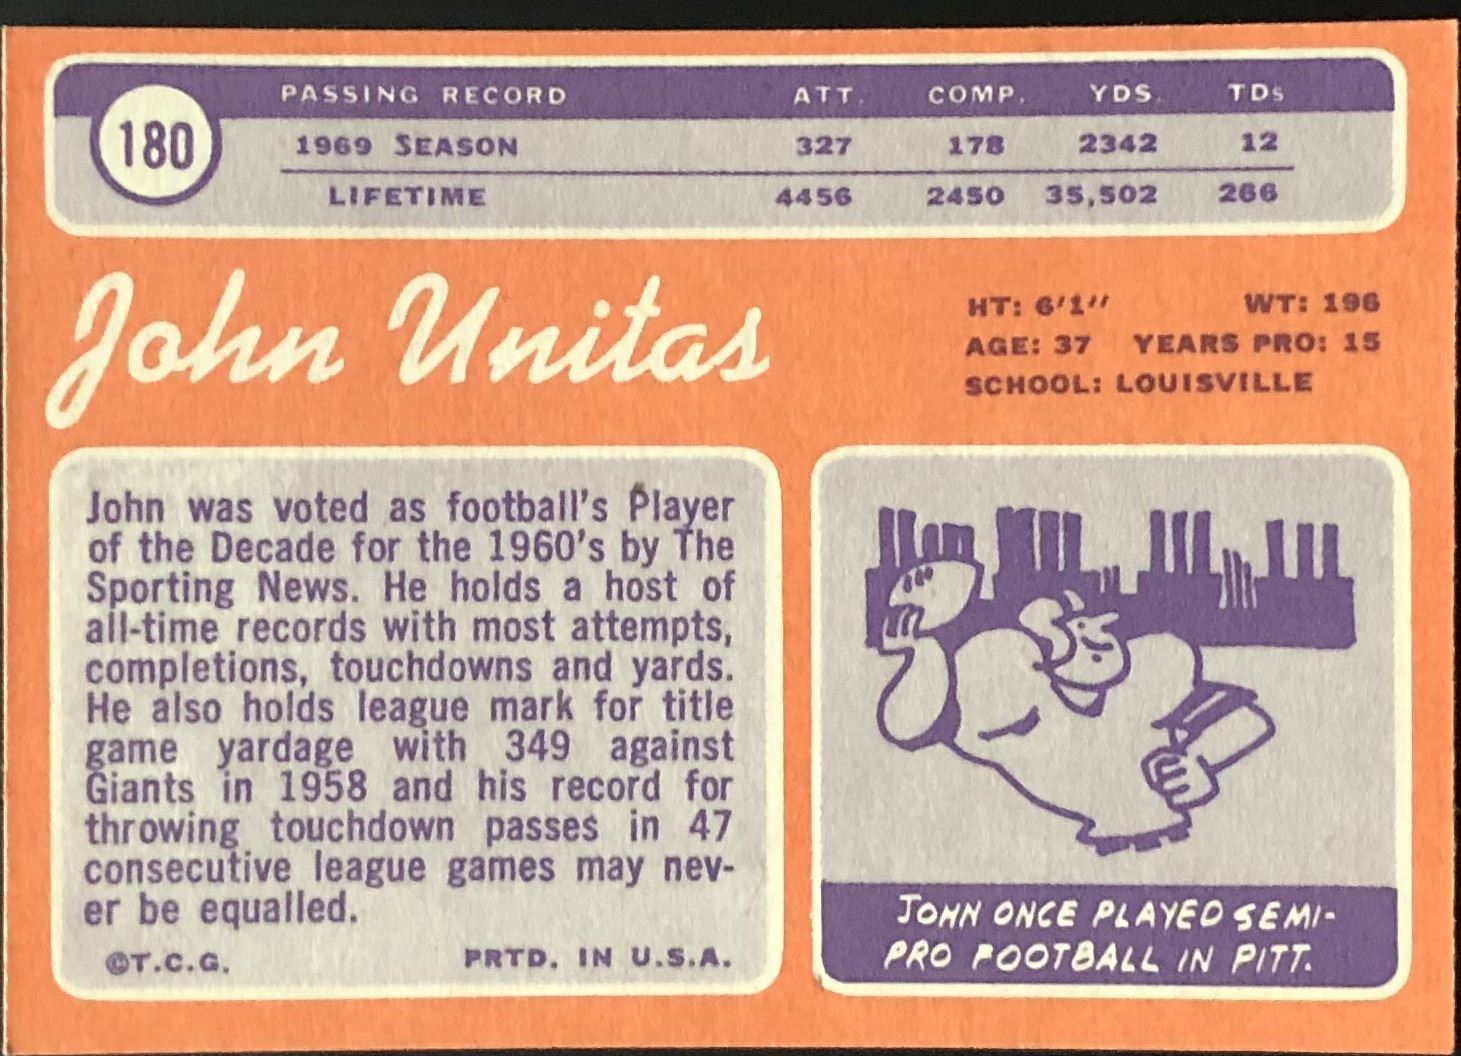 180
PASSING RECORD ATT. COMP. YDS. TDs
1969 SEASON 327 178 2342 12
LIFETIME 4456 2450 35,502 266
John Unitas
HT: 6'1" WT: 196
AGE: 37 YEARS PRO: 15
SCHOOL: LOUISVILLE
John was voted as football's Player
of the Decade for the 1960's by The
Sporting News. He holds a host of
all-time records with most attempts,
completions, touchdowns and yards.
He also holds league mark for title
game yardage with 349 against
Giants in 1958 and his record for
throwing touchdown passes in 47
consecutive league games may nev-
er be equalled.
©T.C.G. PRTD. IN U.S.A.
JOHN ONCE PLAYED SEMI-
PRO FOOTBALL IN PITT.